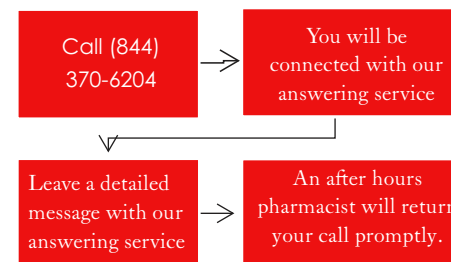 Call (844)
370-6204
You will be
connected with our
answering service
Leave a detailed
message with our
answering service
An after hours
pharmacist will return
your call promptly.